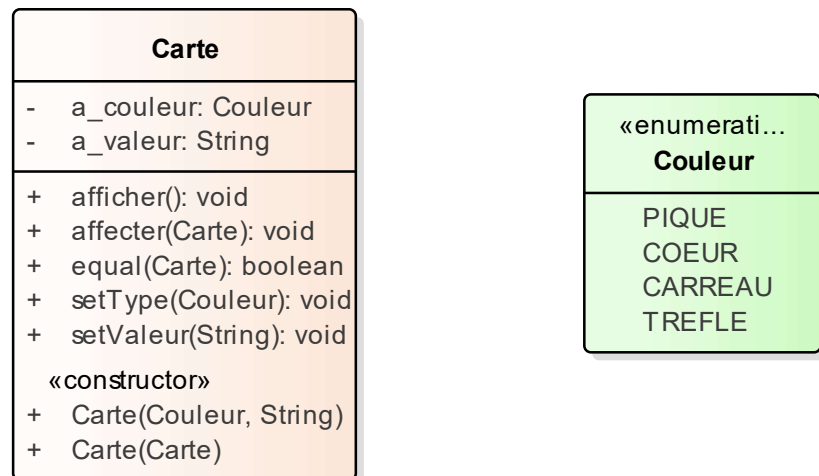 Carte
- a_couleur: Couleur
- a_valeur: String
+ afficher(): void
+ affecter(Carte): void
+ equal(Carte): boolean
+ setType(Couleur): void
+ setValeur(String): void
«constructor»
+ Carte(Couleur, String)
+ Carte(Carte)
«enumerati...
Couleur
PIQUE
COEUR
CARREAU
TREFLE